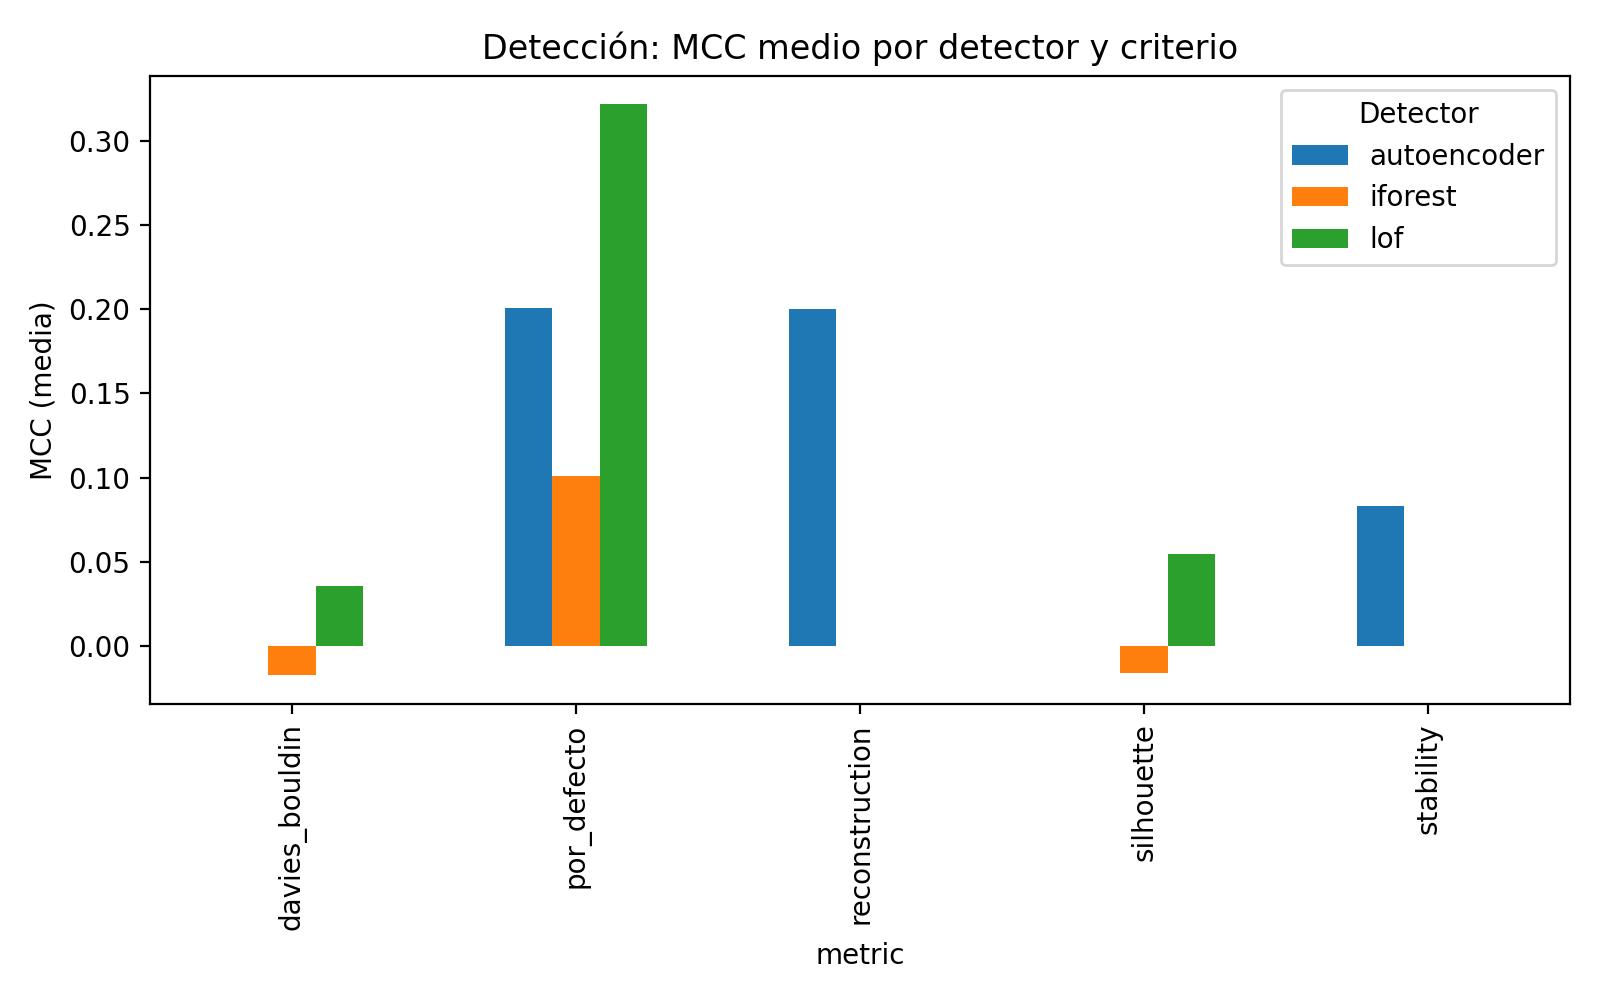 Detección: MCC medio por detector y criterio
MCC (media)
0.30
0.25
0.20
0.15
0.10
0.05
0.00
Detector
autoencoder
iforest
lof
davies_bouldin
por_defecto
reconstruction
silhouette
stability
metric